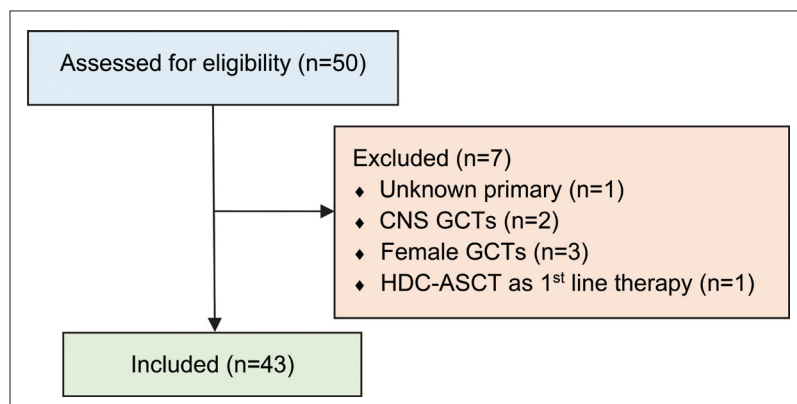 Assessed for eligibility (n=50)
Excluded (n=7)
♦ Unknown primary (n=1)
♦ CNS GCTs (n=2)
♦ Female GCTs (n=3)
♦ HDC-ASCT as 1st line therapy (n=1)
Included (n=43)